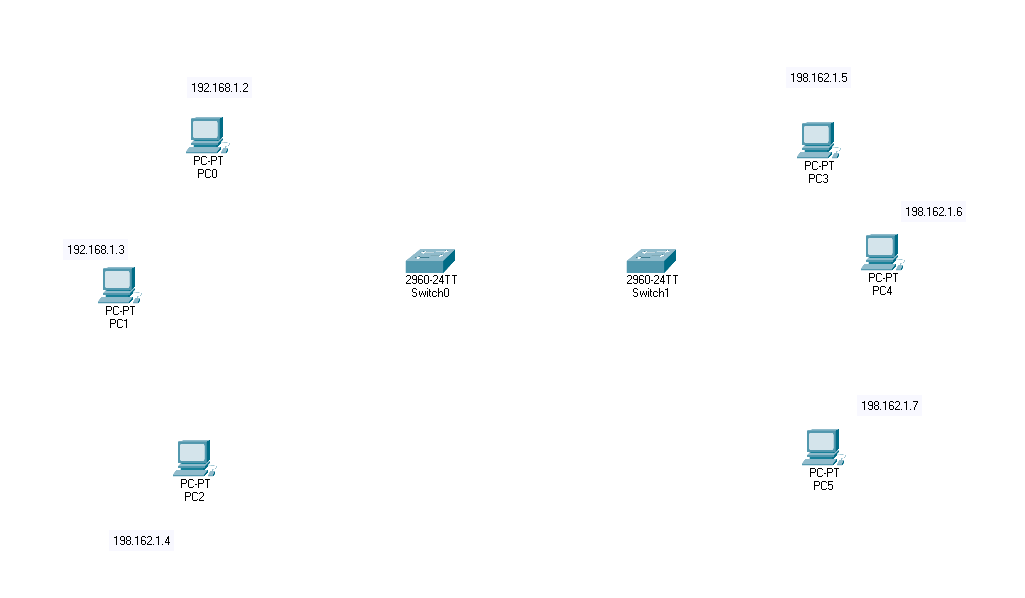 192.168.1.2
PC-PT
PC0
192.168.1.3
PC-PT
PC1
PC-PT
PC2
198.162.1.4
2960-24TT
Switch0
2960-24TT
Switch1
198.162.1.5
PC-PT
PC3
198.162.1.6
PC-PT
PC4
198.162.1.7
PC-PT
PC5